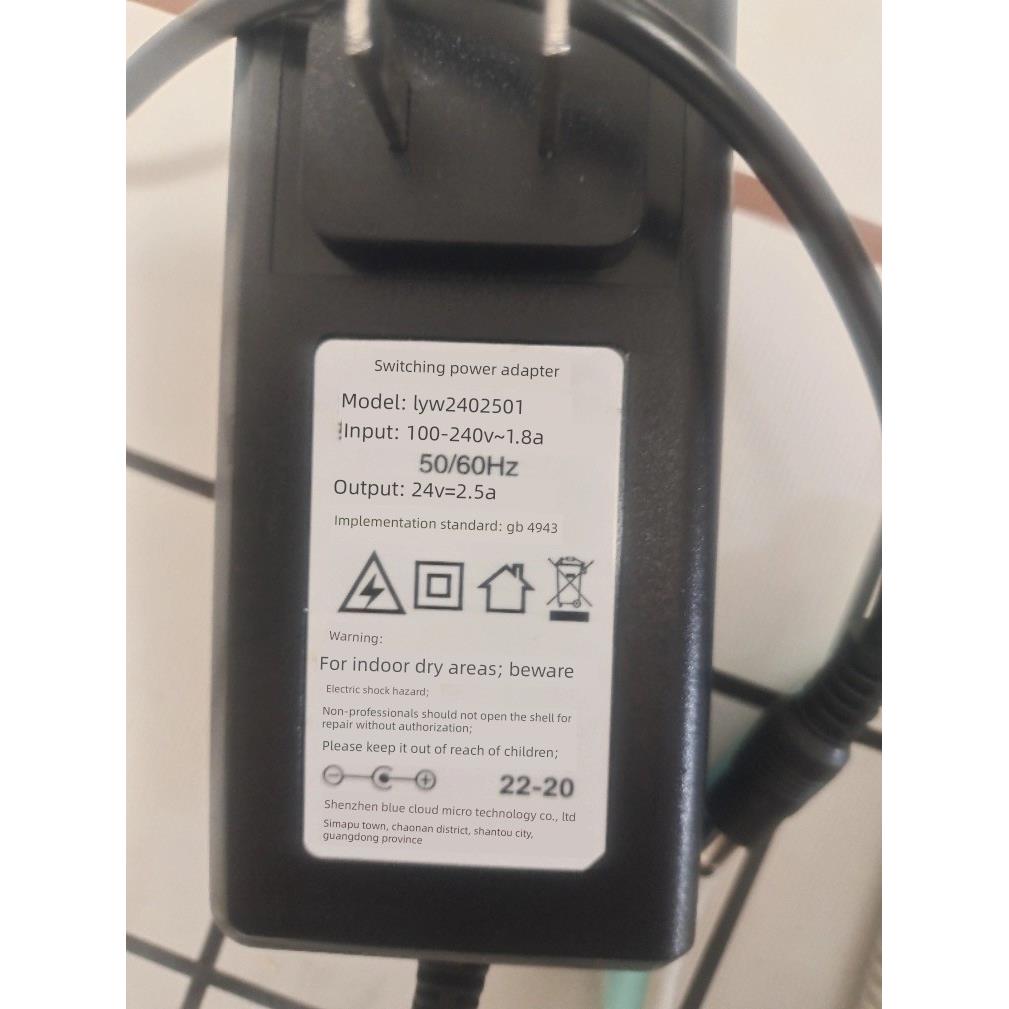 Switching power adapter
Model: lyw2402501
Input: 100-240v~1.8a
50/60Hz
Output: 24v=2.5a
Implementation standard: gb 4943
Warning:
For indoor dry areas; beware
Electric shock hazard;
Non-professionals should not open the shell for
repair without authorization;
Please keep it out of reach of children;
22-20
Shenzhen blue cloud micro technology co., ltd
Simapu town, chaonan district, shantou city,
guangdong province